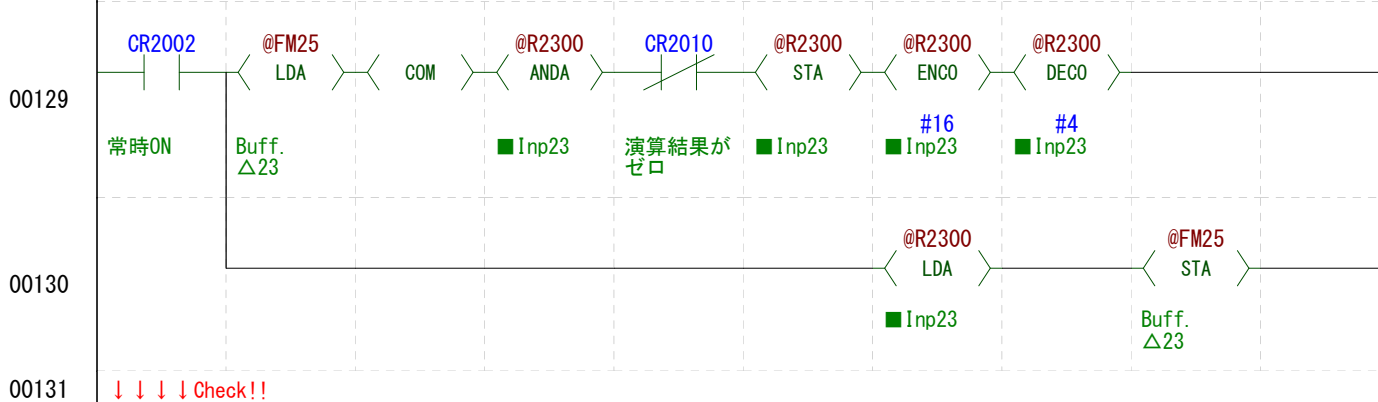 CR2002 @FM25 @R2300 CR2010 @R2300 @R2300 @R2300
LDA COM ANDA STA ENCO DECO
00129
#16 #4
常時ON Buff. ■Inp23 演算結果が ■Inp23 ■Inp23 ■Inp23
△23 ゼロ
@R2300 @FM25
LDA STA
00130
■Inp23 Buff.
△23
00131 ↓↓↓↓Check!!